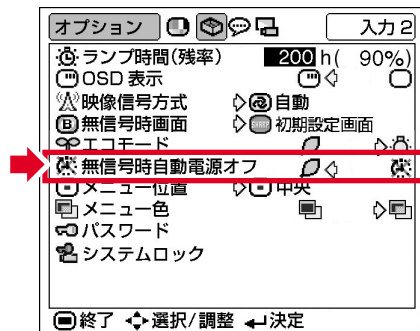 オプション 入力 2
ランプ時間(残率) 200 h( 90%)
OSD 表示
映像信号方式 自動
B 無信号時画面 初期設定画面
エコモード
無信号時自動電源オフ
メニュー位置 中央
メニュー色
パスワード
システムロック
終了 選択/調整 決定